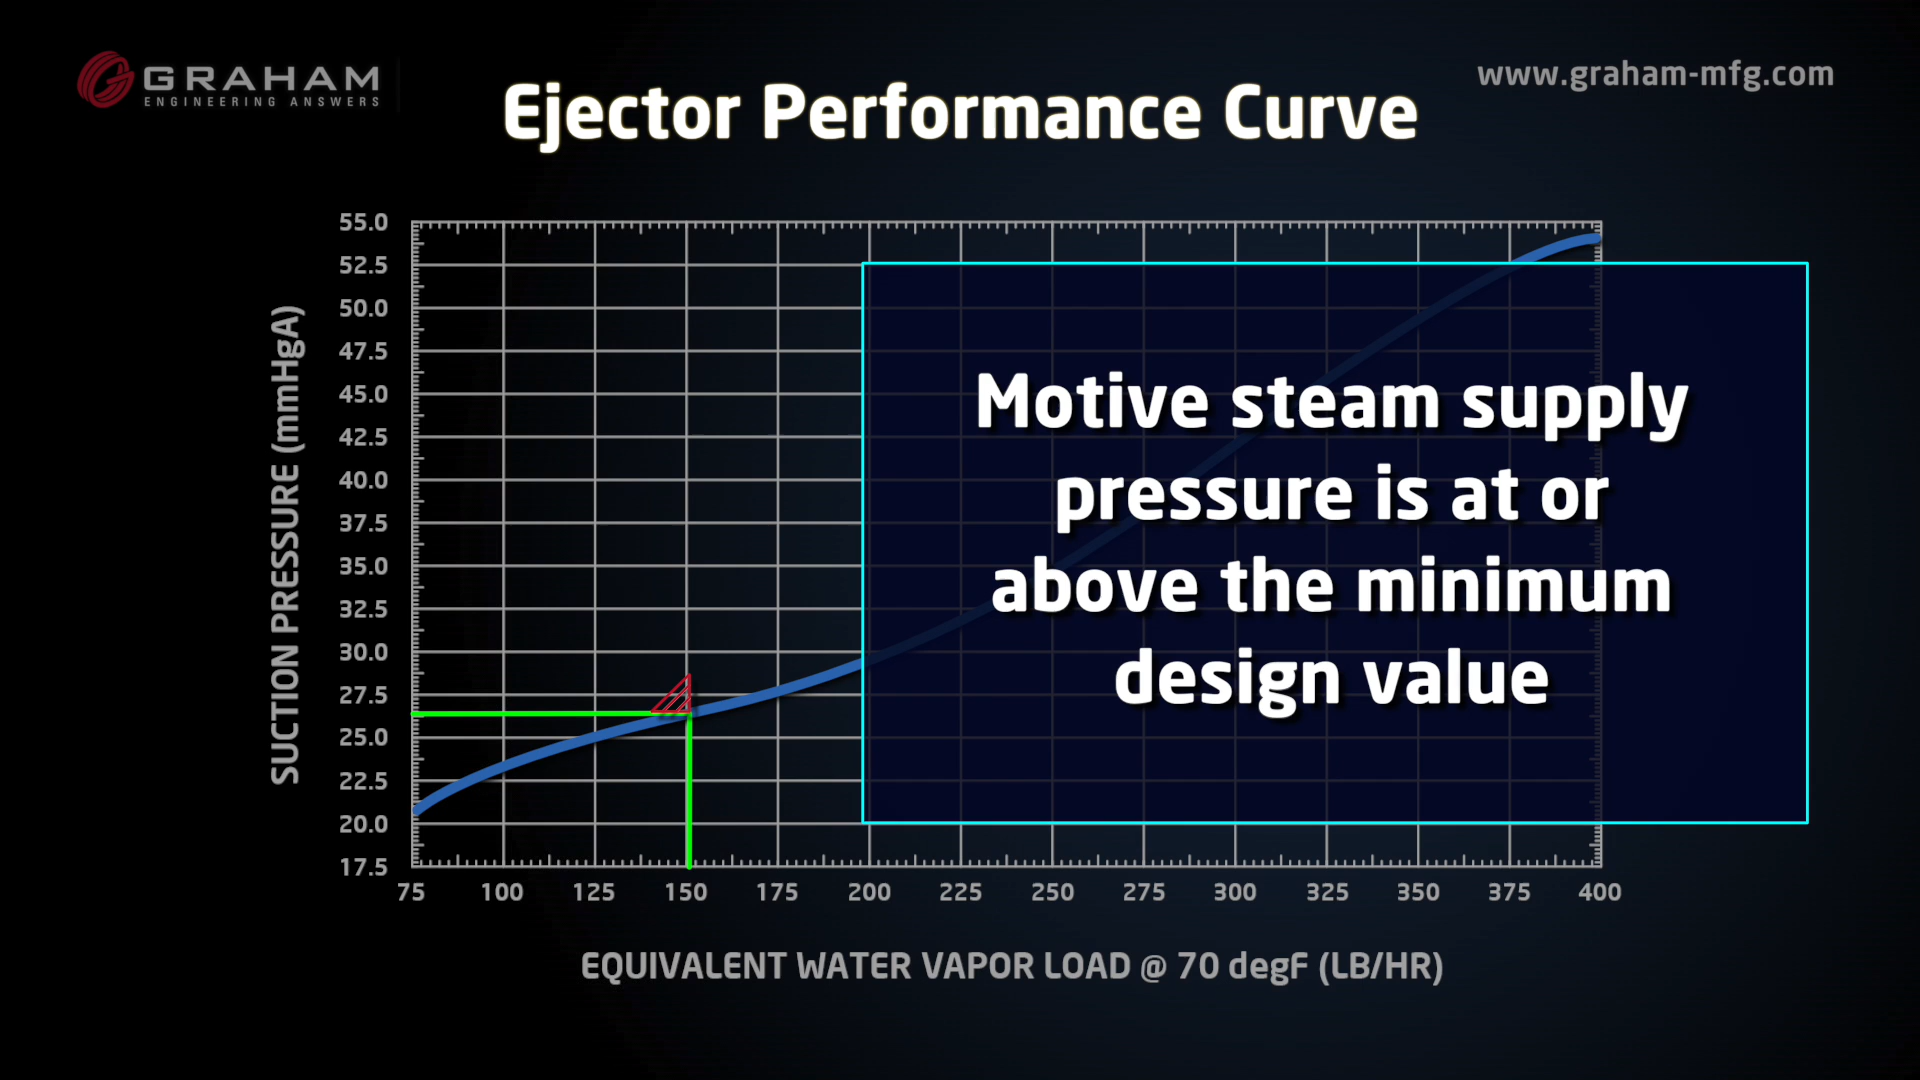 GRAHAM
ENGINEERING ANSWERS
www.graham-mfg.com
Ejector Performance Curve
SUCTION PRESSURE (mmHgA)
55.0
52.5
50.0
47.5
45.0
42.5
40.0
37.5
35.0
32.5
30.0
27.5
25.0
22.5
20.0
17.5
Motive steam supply
pressure is at or
above the minimum
design value
75 100 125 150 175 200 225 250 275 300 325 350 375 400
EQUIVALENT WATER VAPOR LOAD @ 70 degF (LB/HR)